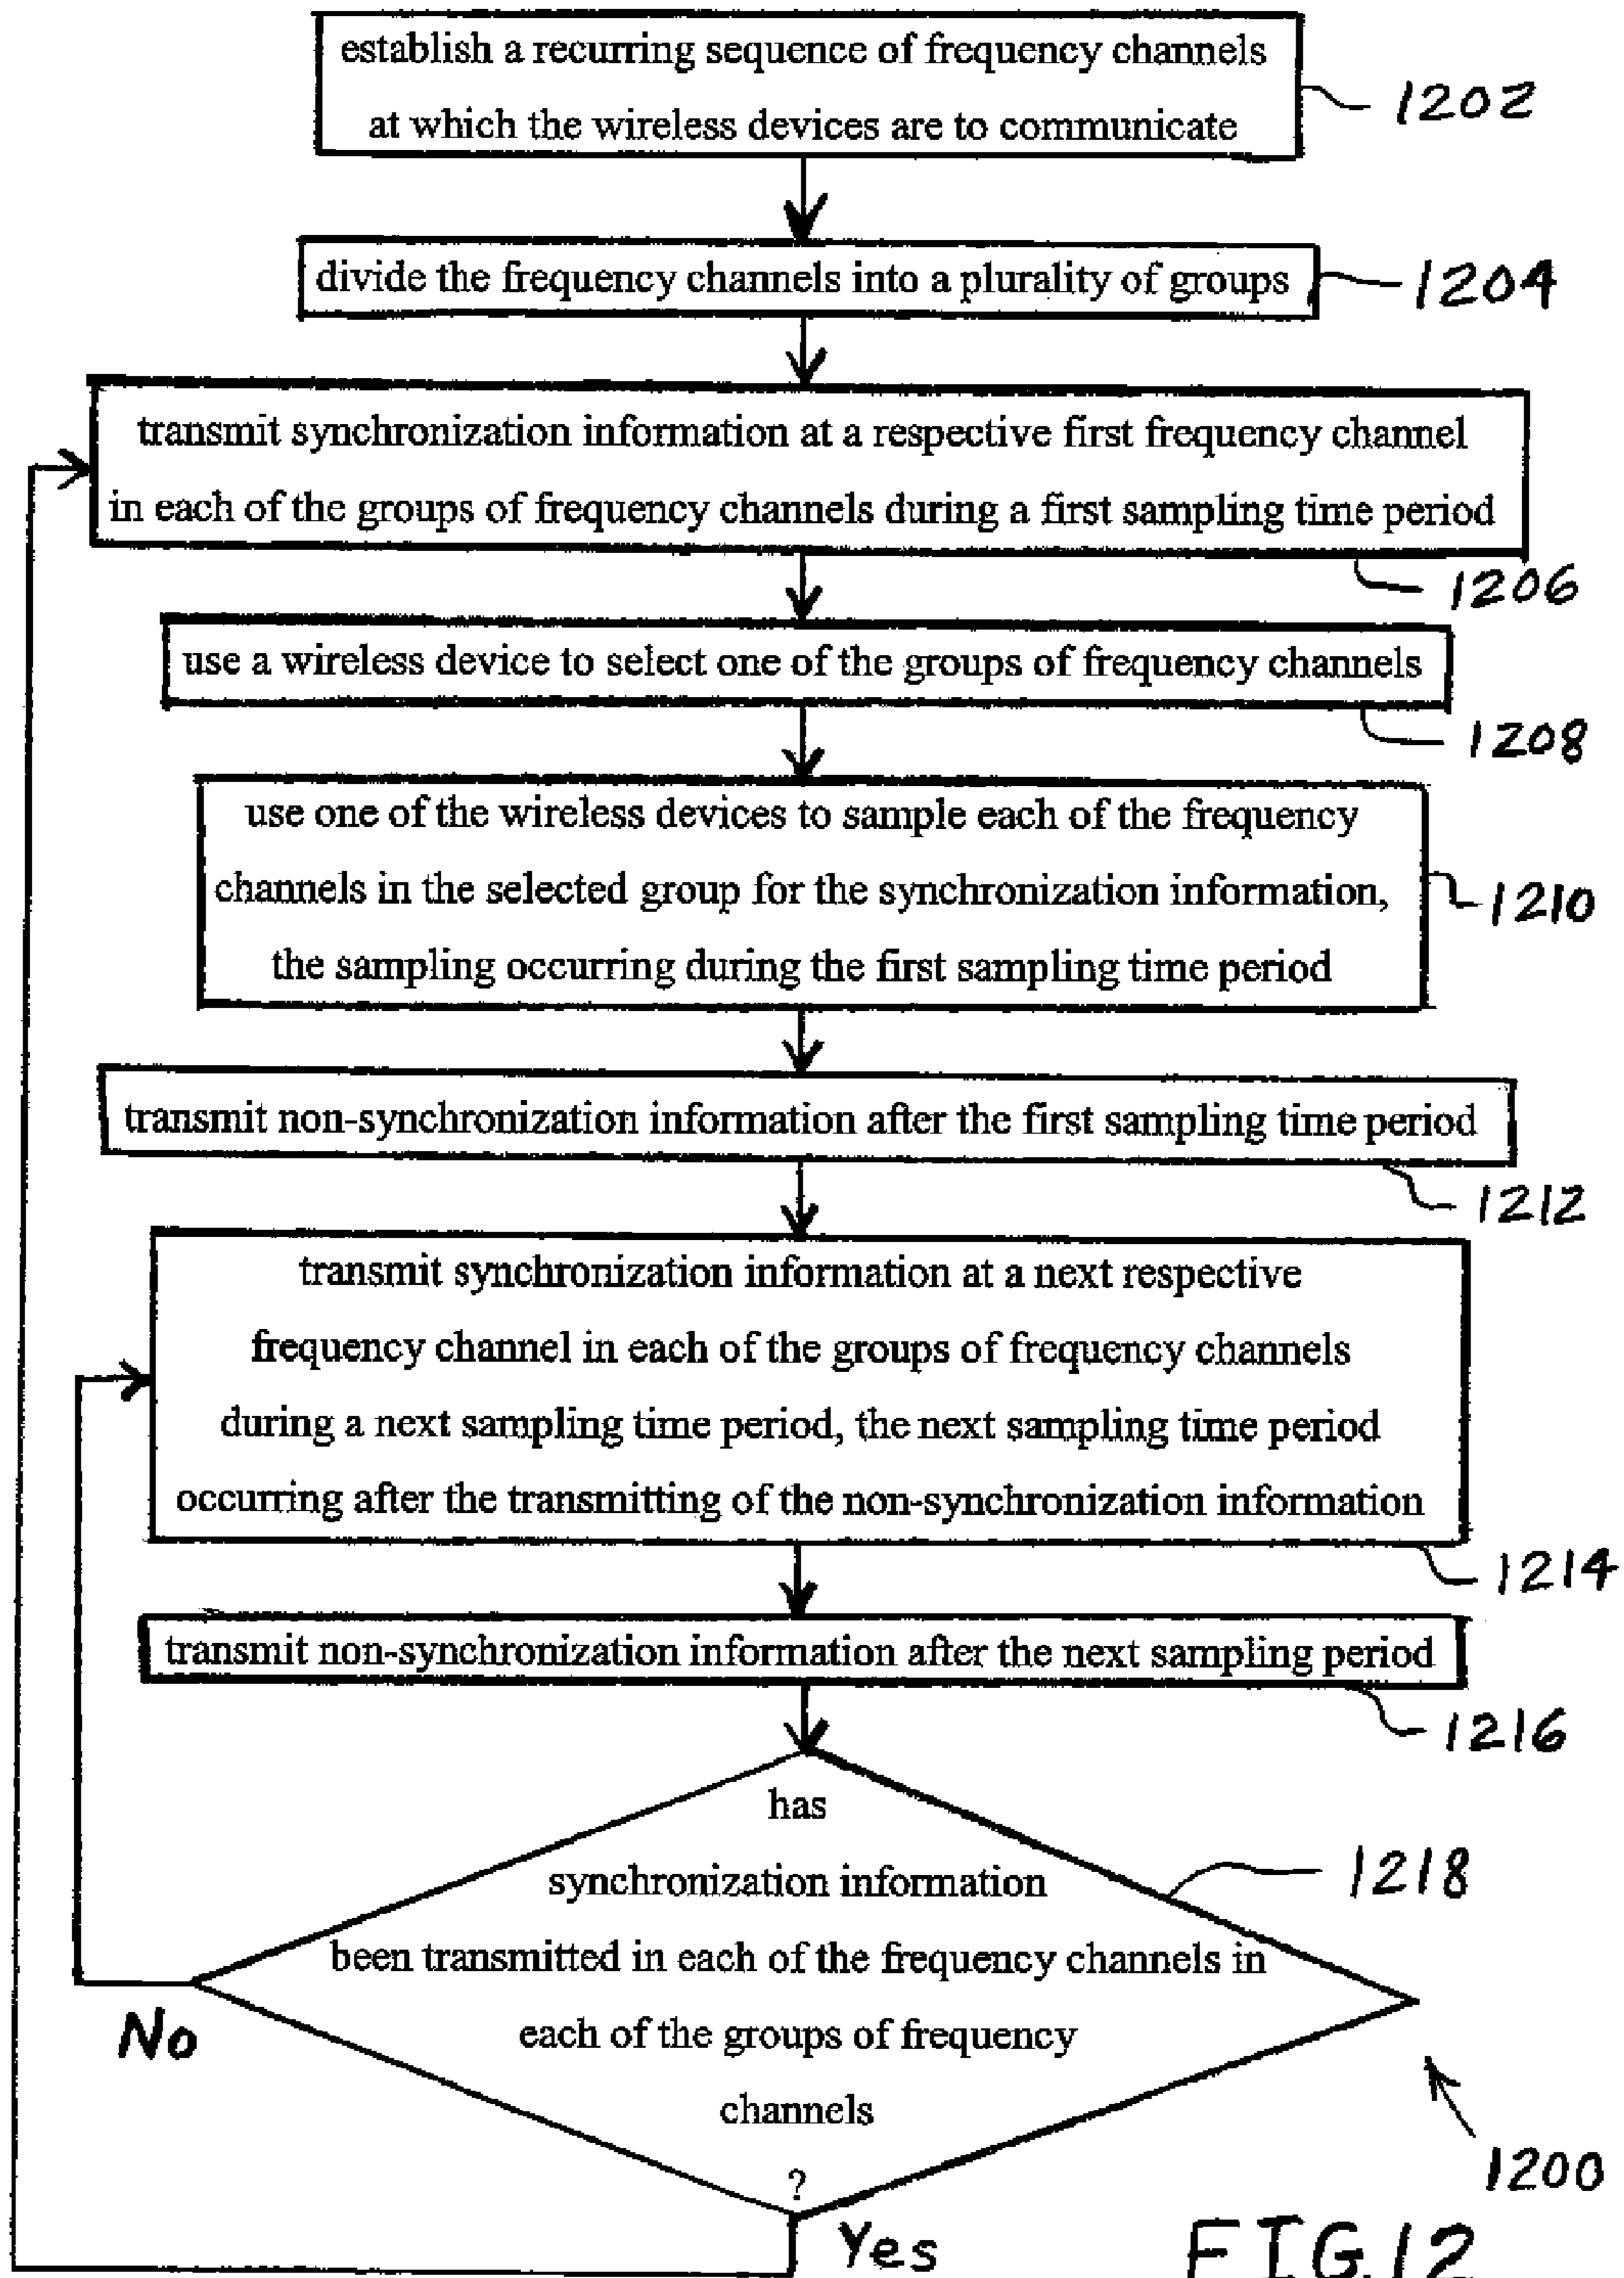 establish a recurring sequence of frequency channels
at which the wireless devices are to communicate
1202
divide the frequency channels into a plurality of groups
1204
transmit synchronization information at a respective first frequency channel
in each of the groups of frequency channels during a first sampling time period
1206
use a wireless device to select one of the groups of frequency channels
1208
use one of the wireless devices to sample each of the frequency
channels in the selected group for the synchronization information,
the sampling occurring during the first sampling time period
1210
transmit non-synchronization information after the first sampling time period
1212
transmit synchronization information at a next respective
frequency channel in each of the groups of frequency channels
during a next sampling time period, the next sampling time period
occurring after the transmitting of the non-synchronization information
1214
transmit non-synchronization information after the next sampling period
1216
has
synchronization information
been transmitted in each of the frequency channels in
each of the groups of frequency
channels
?
1218
No
Yes
1200
FIG.12